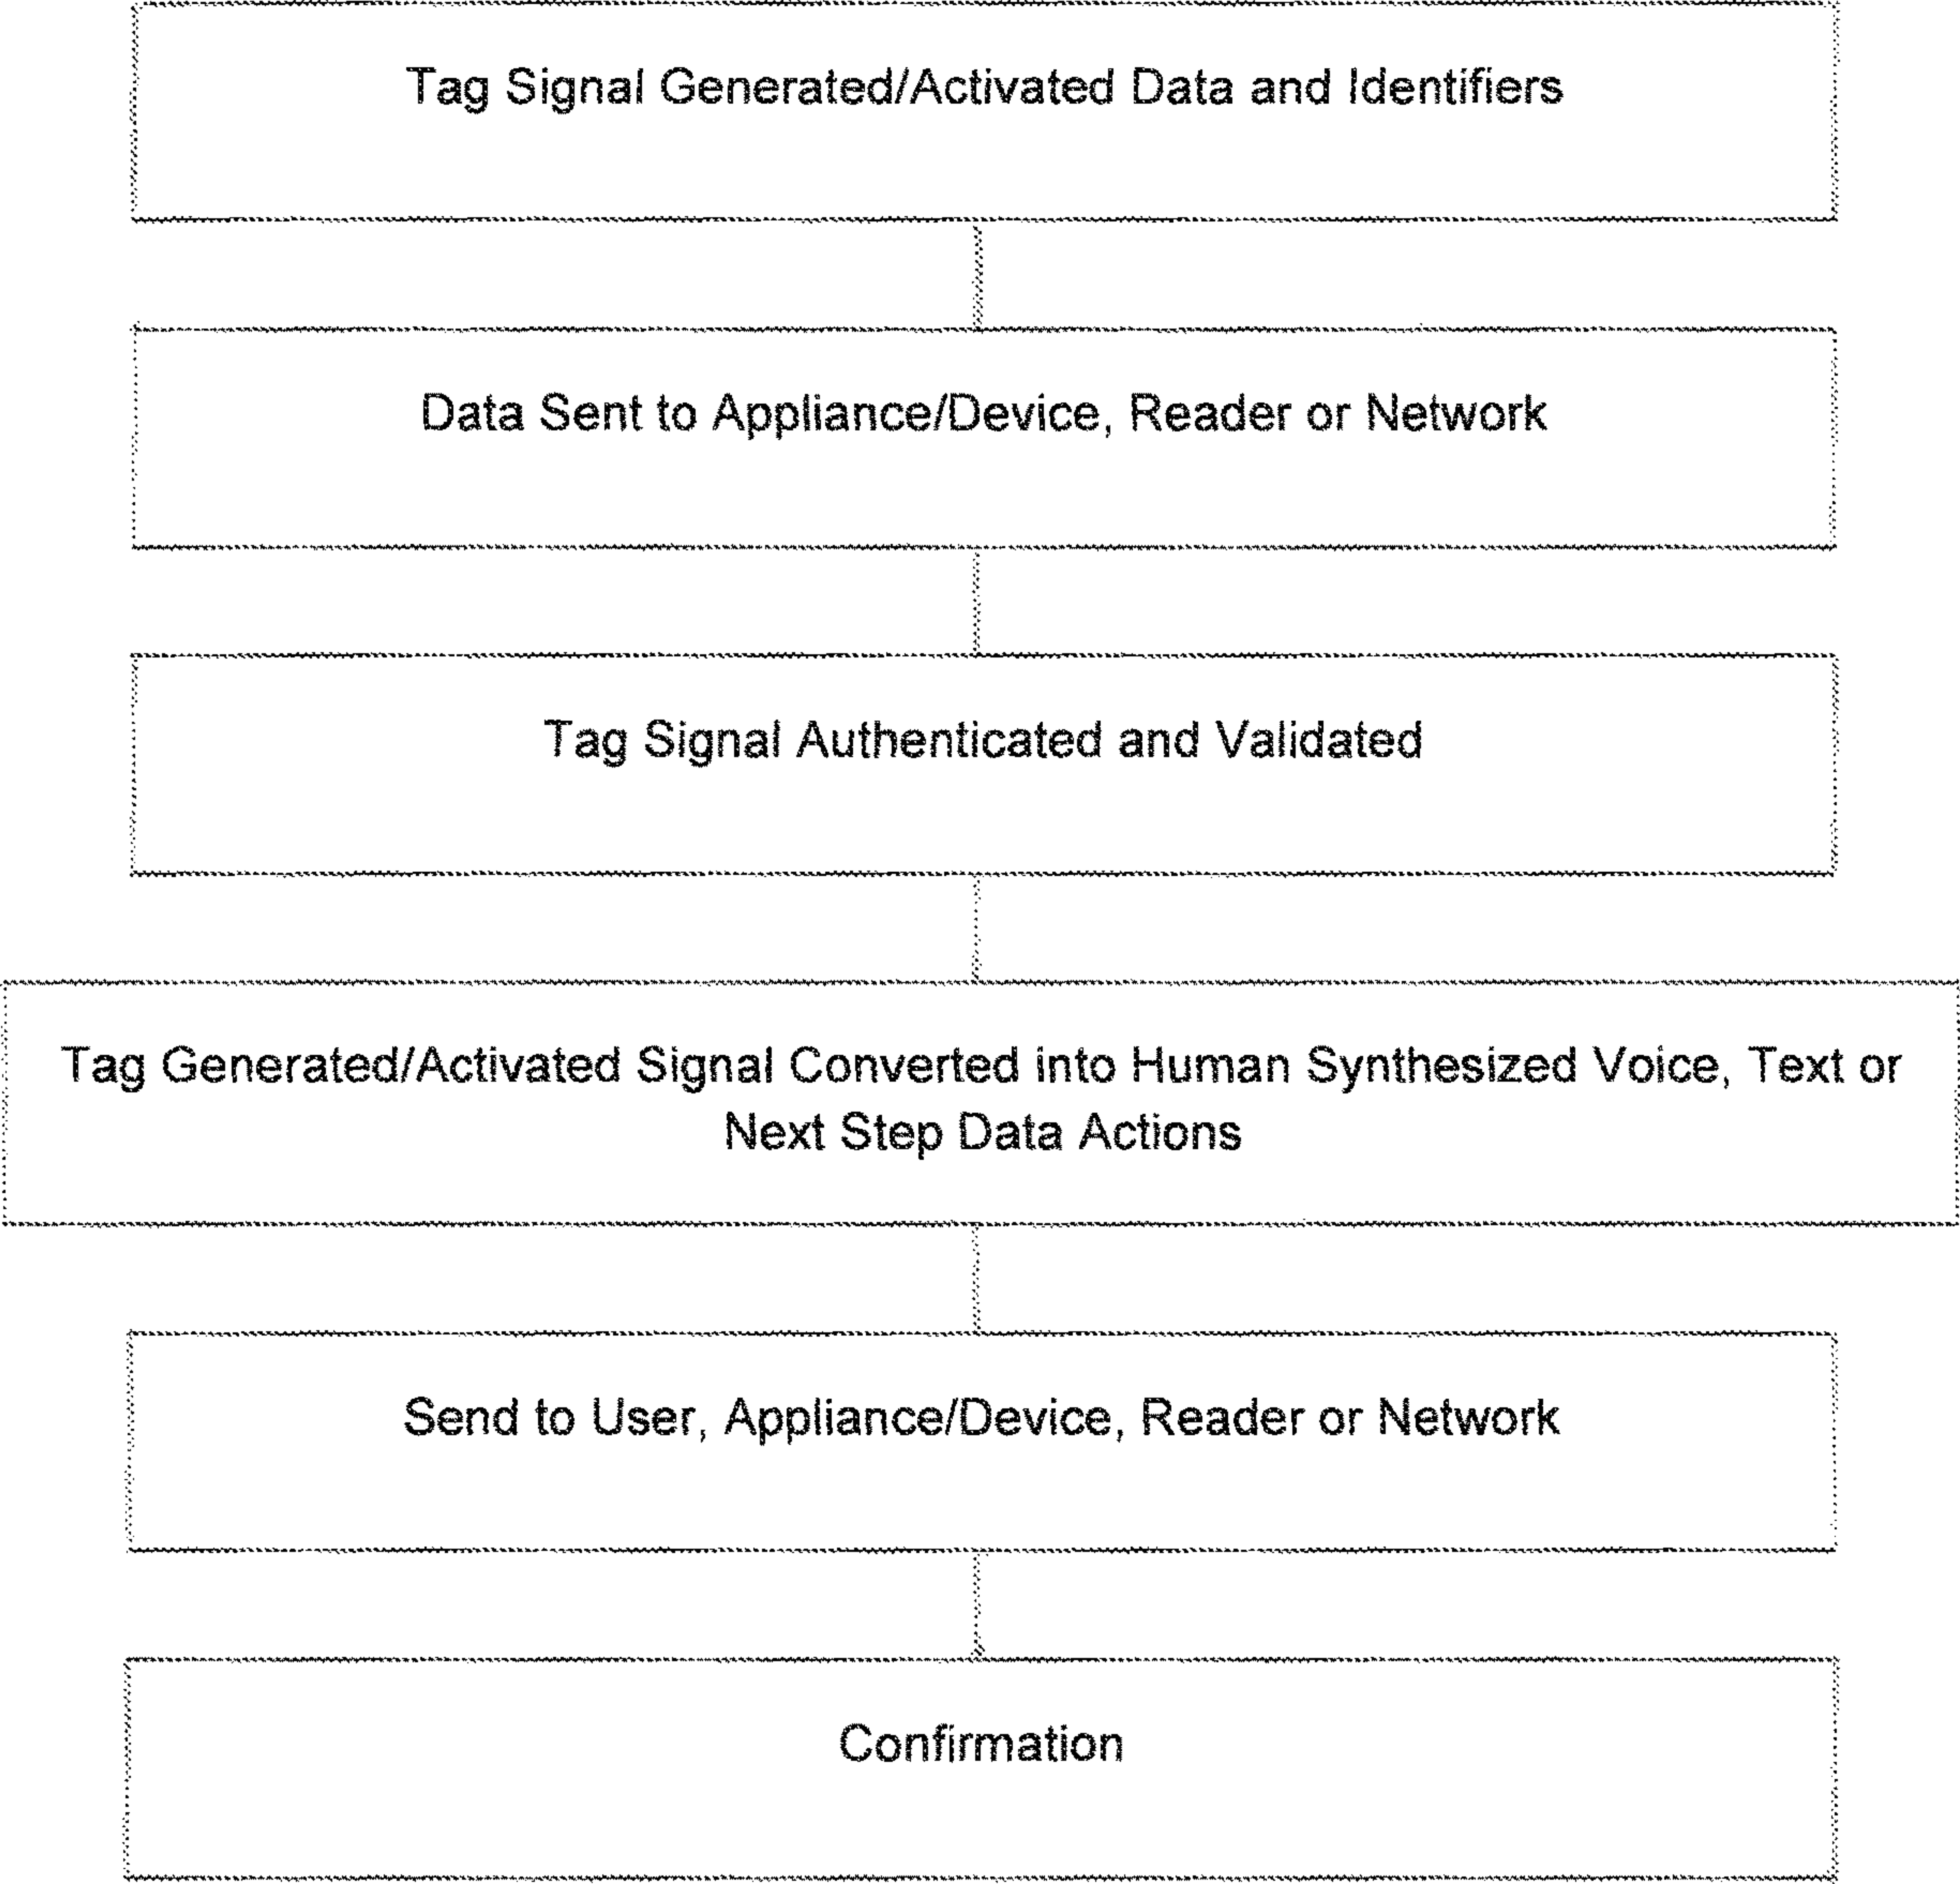 Tag Signal Generated/Activated Data and Identifiers
Data Sent to Appliance/Device, Reader or Network
Tag Signal Authenticated and Validated
Tag Generated/Activated Signal Converted into Human Synthesized Voice, Text or
Next Step Data Actions
Send to User, Appliance/Device, Reader or Network
Confirmation